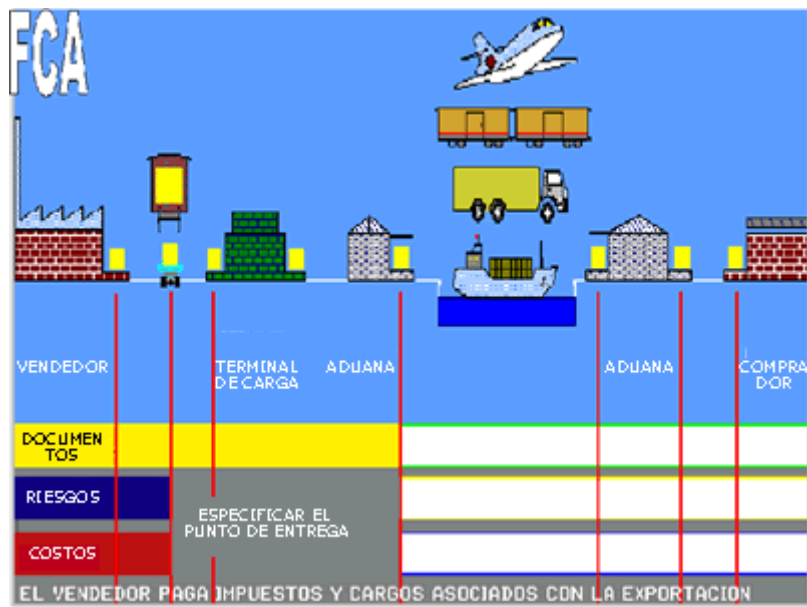 FCA
VENDEDOR
TERMINAL
DE CARGA
ADUANA
ADUANA
COMPRA
DOR
DOCUMEN
TOS
RIESGOS
ESPECIFICAR EL
PUNTO DE ENTREGA
COSTOS
EL VENDEDOR PAGA IMPUESTOS Y CARGOS ASOCIADOS CON LA EXPORTACION